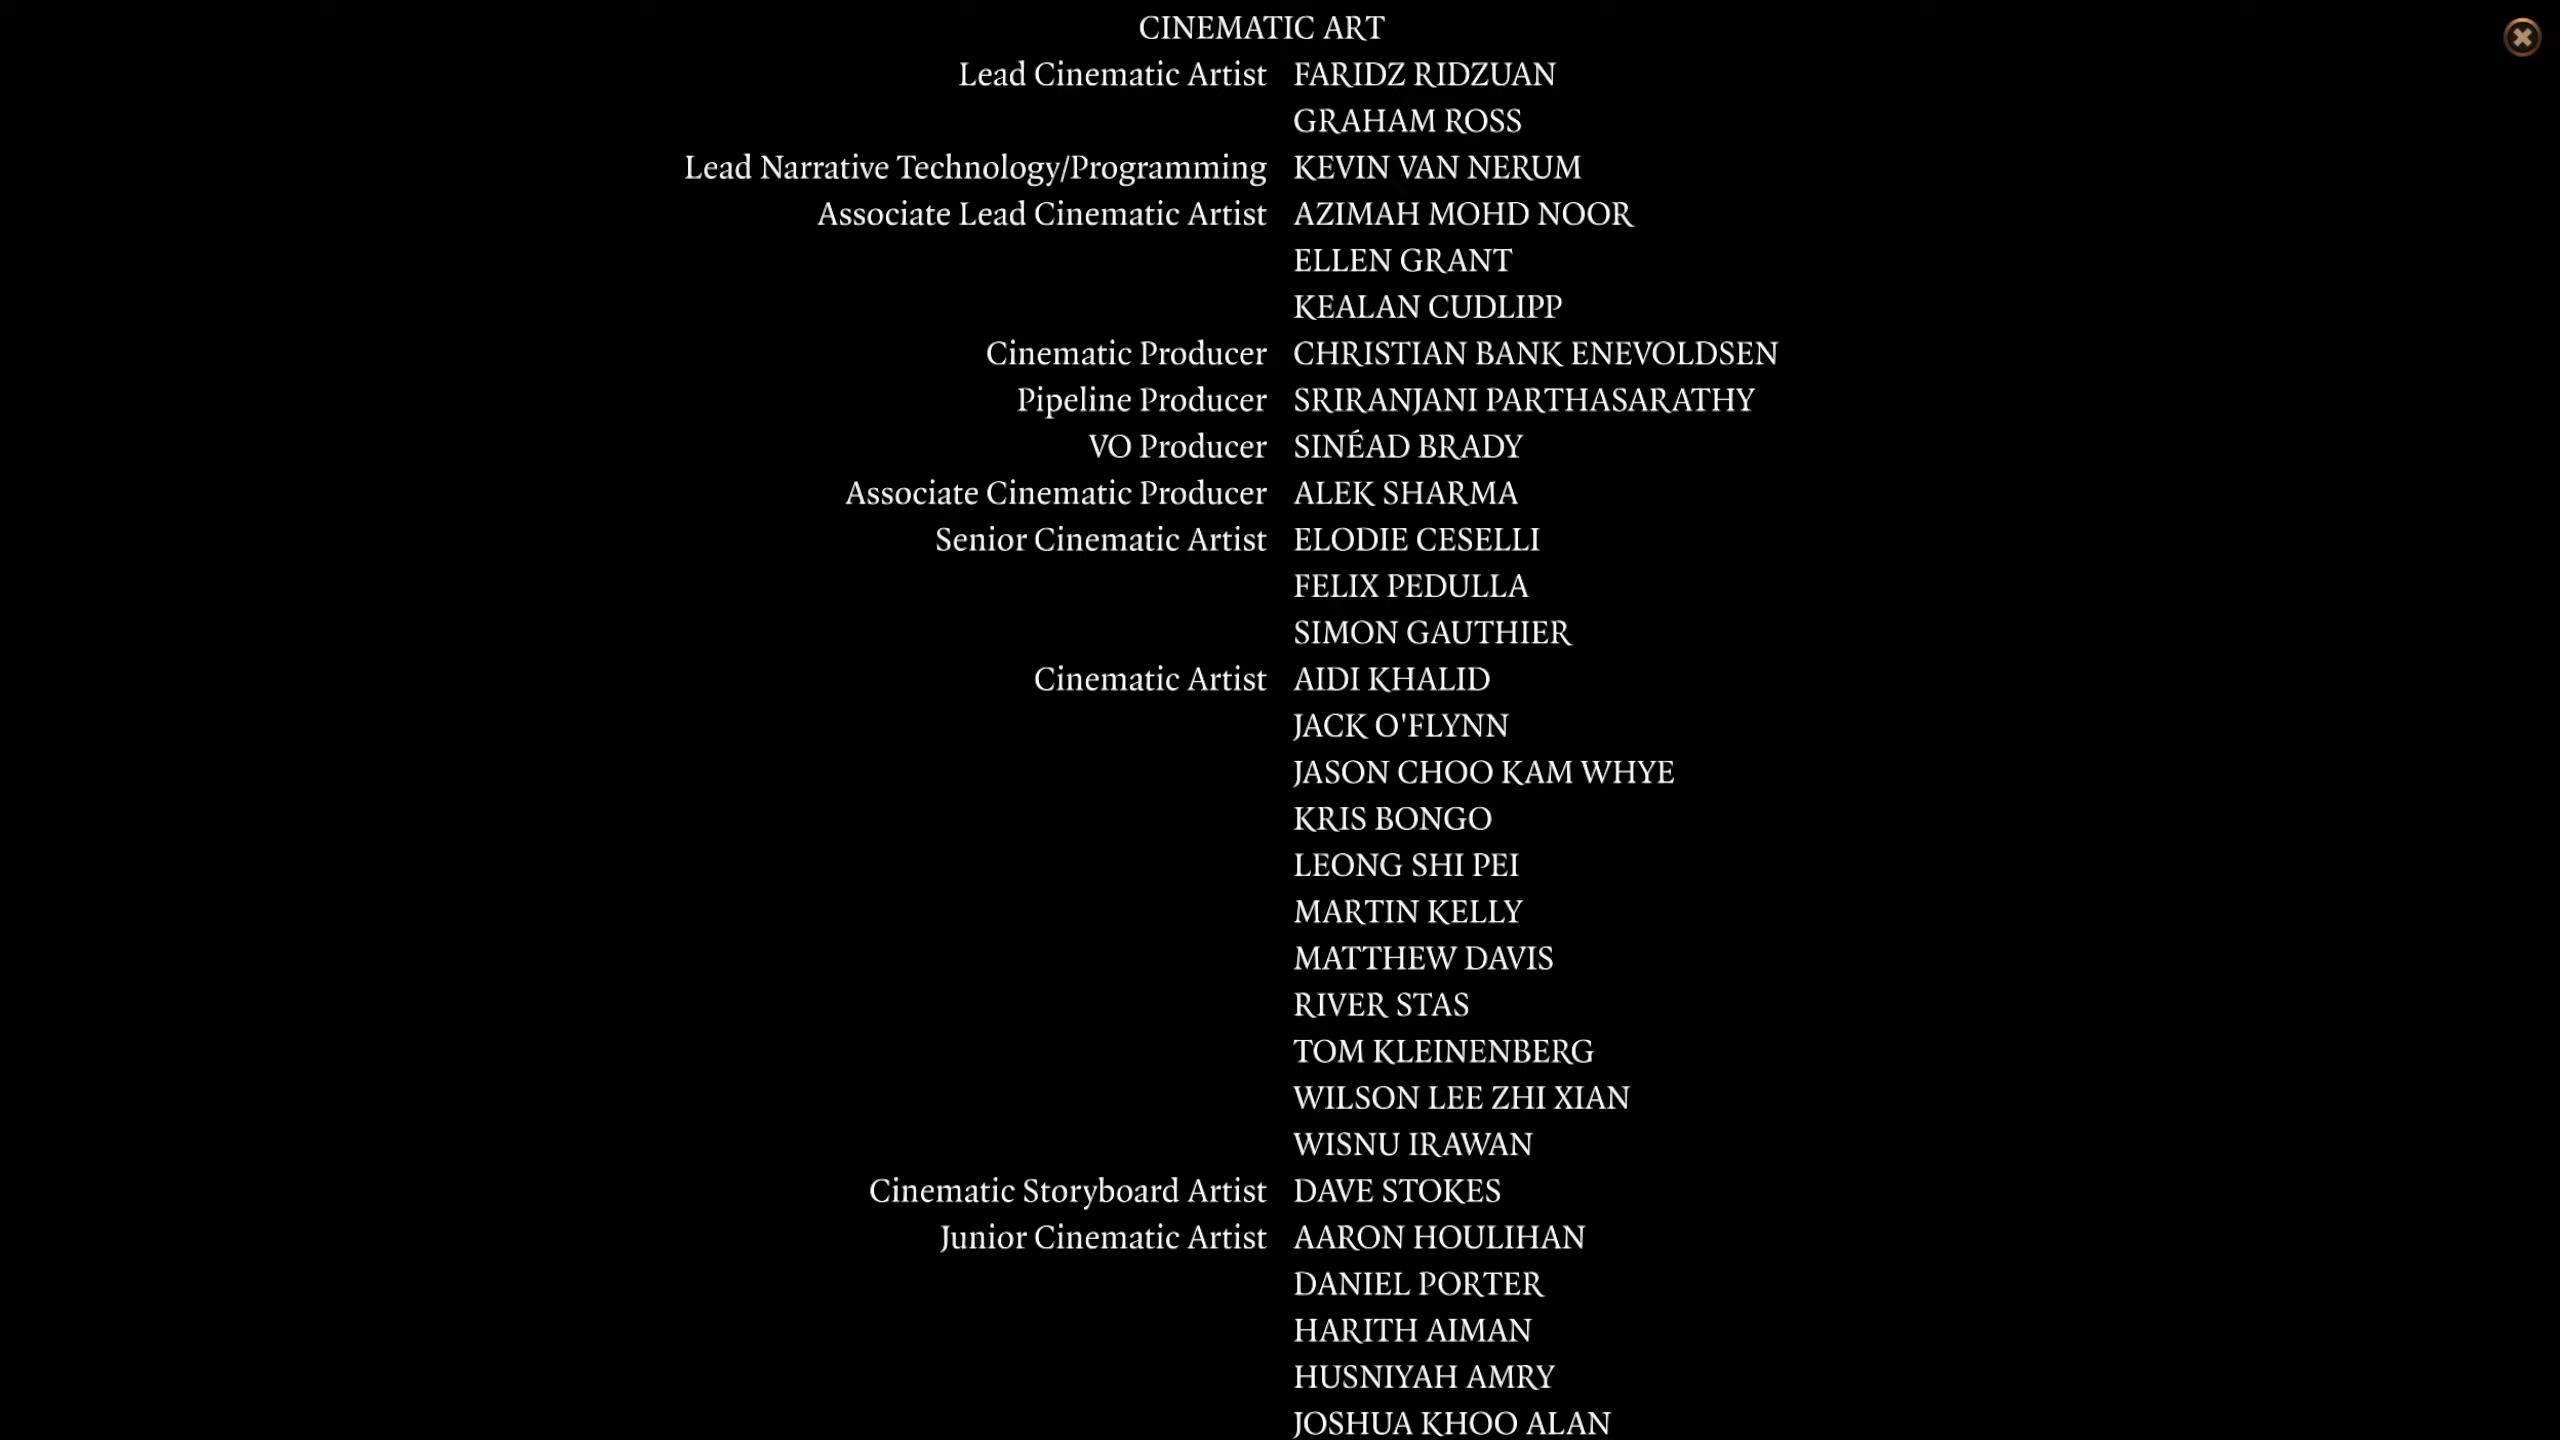 CINEMATIC ART
Lead Cinematic Artist FARIDZ RIDZUAN
GRAHAM ROSS
Lead Narrative Technology/Programming KEVIN VAN NERUM
Associate Lead Cinematic Artist AZIMAH MOHD NOOR
ELLEN GRANT
KEALAN CUDLIPP
Cinematic Producer CHRISTIAN BANK ENEVOLDSEN
Pipeline Producer SRIRANJANI PARTHASARATHY
VO Producer SINÉAD BRADY
Associate Cinematic Producer ALEK SHARMA
Senior Cinematic Artist ELODIE CESELLI
FELIX PEDULLA
SIMON GAUTHIER
Cinematic Artist AIDI KHALID
JACK O'FLYNN
JASON CHOO KAM WHYE
KRIS BONGO
LEONG SHI PEI
MARTIN KELLY
MATTHEW DAVIS
RIVER STAS
TOM KLEINENBERG
WILSON LEE ZHI XIAN
WISNU IRAWAN
Cinematic Storyboard Artist DAVE STOKES
Junior Cinematic Artist AARON HOULIHAN
DANIEL PORTER
HARITH AIMAN
HUSNIYAH AMRY
JOSHUA KHOO ALAN